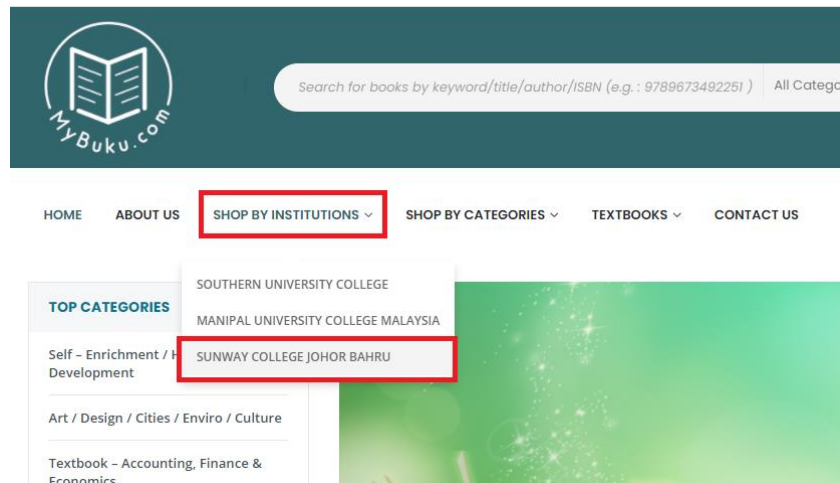 MyBuku.com
Search for books by keyword/title/author/ISBN (e.g. : 9789673492251 )
All Catego
HOME
ABOUT US
SHOP BY INSTITUTIONS
SHOP BY CATEGORIES
TEXTBOOKS
CONTACT US
SOUTHERN UNIVERSITY COLLEGE
MANIPAL UNIVERSITY COLLEGE MALAYSIA
SUNWAY COLLEGE JOHOR BAHRU
TOP CATEGORIES
Self – Enrichment / H
Development
Art / Design / Cities / Enviro / Culture
Textbook – Accounting, Finance &
Economics